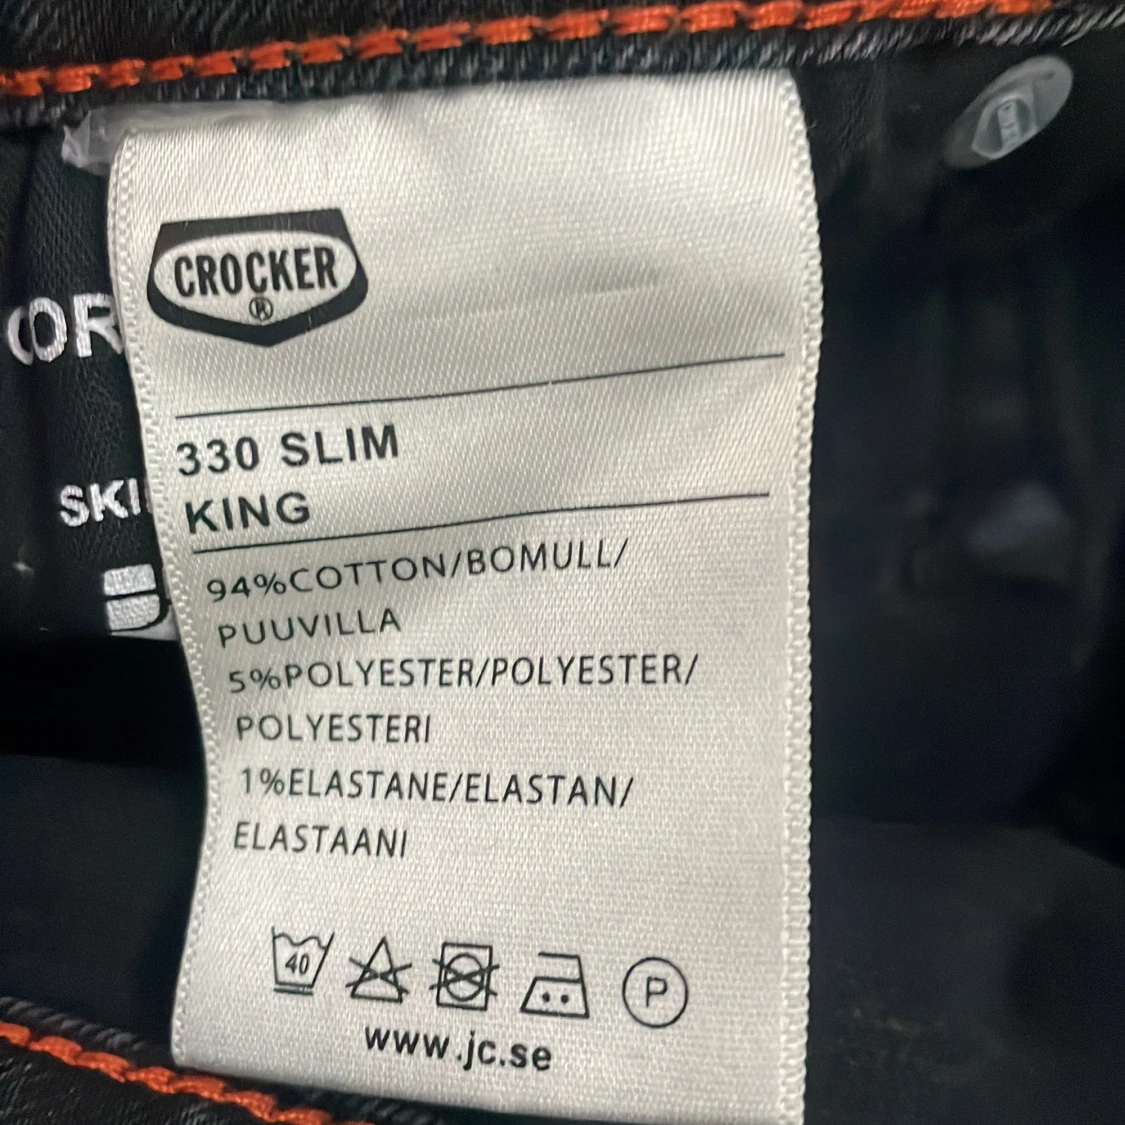 CROCKER
®
330 SLIM
KING
94%COTTON/BOMULL/
PUUVILLA
5%POLYESTER/POLYESTER/
POLYESTERI
1%ELASTANE/ELASTAN/
ELASTAANI
40
P
www.jc.se